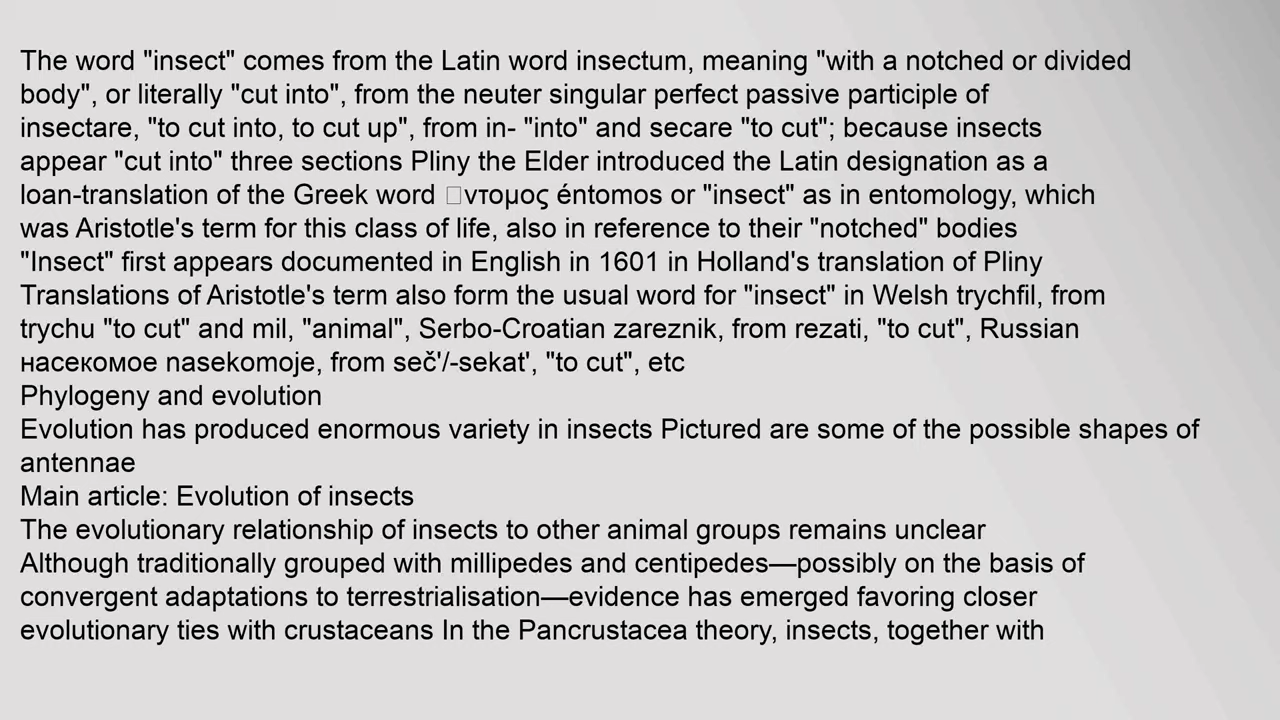 The word "insect" comes from the Latin word insectum, meaning "with a notched or divided
body", or literally "cut into", from the neuter singular perfect passive participle of
insectare, "to cut into, to cut up", from in- "into" and secare "to cut"; because insects
appear "cut into" three sections Pliny the Elder introduced the Latin designation as a
loan-translation of the Greek word □ντομος éntomos or "insect" as in entomology, which
was Aristotle's term for this class of life, also in reference to their "notched" bodies
"Insect" first appears documented in English in 1601 in Holland's translation of Pliny
Translations of Aristotle's term also form the usual word for "insect" in Welsh trychfil, from
trychu "to cut" and mil, "animal", Serbo-Croatian zareznik, from rezati, "to cut", Russian
насекомое nasekomoje, from seč'/-sekat', "to cut", etc
Phylogeny and evolution
Evolution has produced enormous variety in insects Pictured are some of the possible shapes of
antennae
Main article: Evolution of insects
The evolutionary relationship of insects to other animal groups remains unclear
Although traditionally grouped with millipedes and centipedes—possibly on the basis of
convergent adaptations to terrestrialisation—evidence has emerged favoring closer
evolutionary ties with crustaceans In the Pancrustacea theory, insects, together with